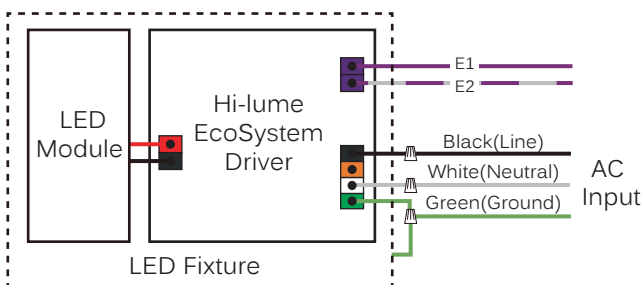 E1
E2
LED
Module
Hi-lume
EcoSystem
Driver
Black(Line)
White(Neutral)
Green(Ground)
AC
Input
LED Fixture